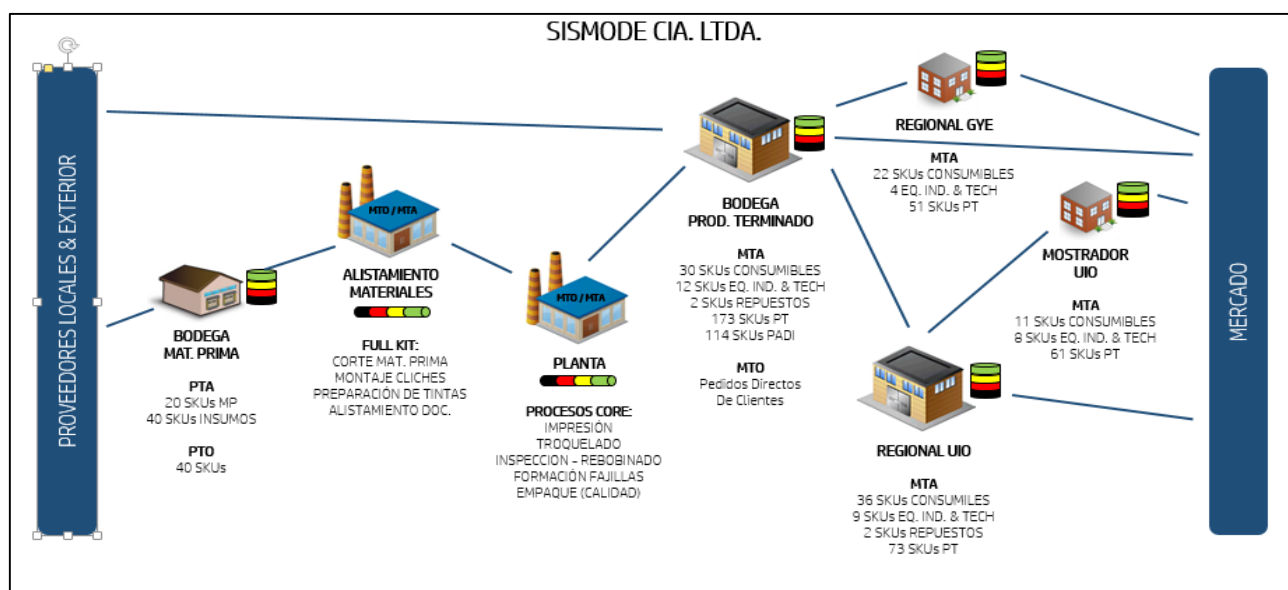 SISMODE CIA. LTDA.
PROVEEDORES LOCALES & EXTERIOR
BODEGA
MAT. PRIMA
PTA
20 SKUs MP
40 SKUs INSUMOS
PTO
40 SKUs
MTO / MTA
ALISTAMIENTO
MATERIALES
FULL KIT:
CORTE MAT. PRIMA
MONTAJE CLICHES
PREPARACIÓN DE TINTAS
ALISTAMIENTO DOC.
MTO / MTA
PLANTA
PROCESOS CORE:
IMPRESIÓN
TROQUELADO
INSPECCION – REBOBINADO
FORMACIÓN FAJILLAS
EMPAQUE (CALIDAD)
BODEGA
PROD. TERMINADO
MTA
30 SKUs CONSUMIBLES
12 SKUs EQ. IND. & TECH
2 SKUs REPUESTOS
173 SKUs PT
114 SKUs PADI
MTO
Pedidos Directos
De Clientes
REGIONAL GYE
MTA
22 SKUs CONSUMIBLES
4 EQ. IND. & TECH
51 SKUs PT
MOSTRADOR
UIO
MTA
11 SKUs CONSUMIBLES
8 SKUs EQ. IND. & TECH
61 SKUs PT
REGIONAL UIO
MTA
36 SKUs CONSUMILES
9 SKUs EQ. IND. & TECH
2 SKUs REPUESTOS
73 SKUs PT
MERCADO